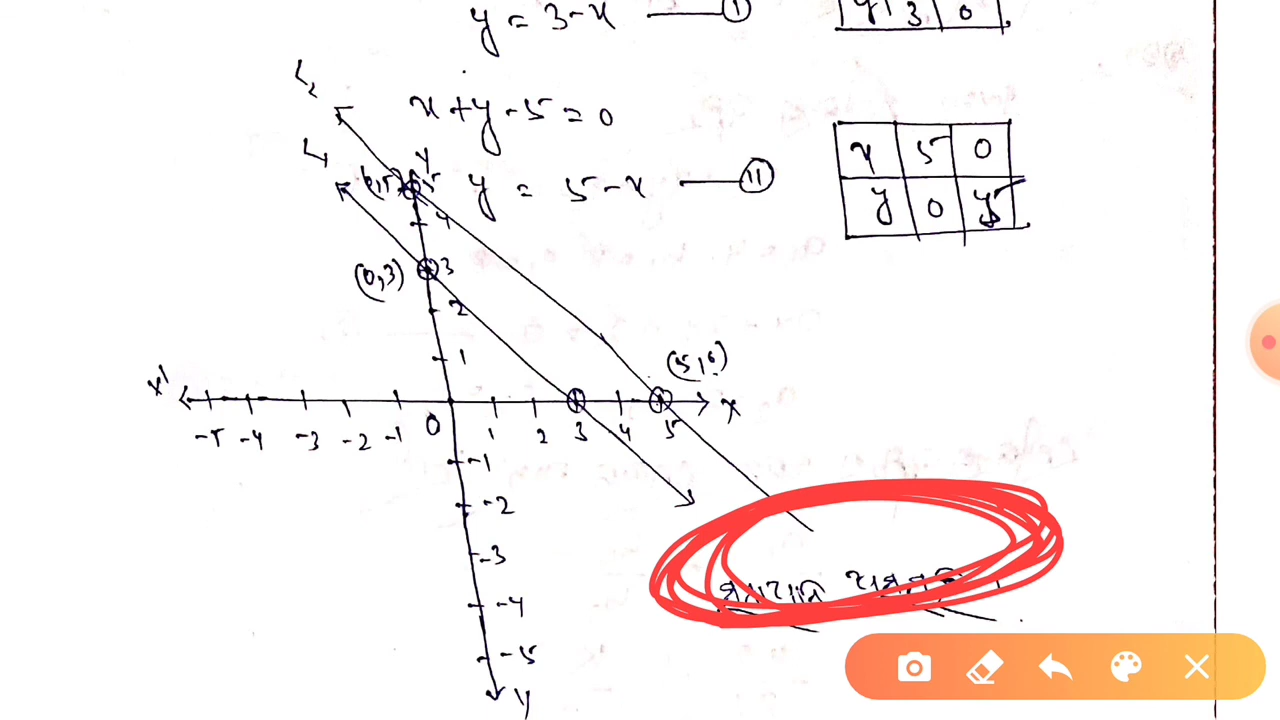 y = 3-x — I
y 3 0
L₂
x+y-5=0
L₁
y
x 5 0
(0,5) 5
y = 5-x — II
y 0 5
4
(0,3) 3
2
1
(5,0)
x' x
-5 -4 -3 -2 -1 0 1 2 3 4 5
-1
-2
-3
-4
-5
y